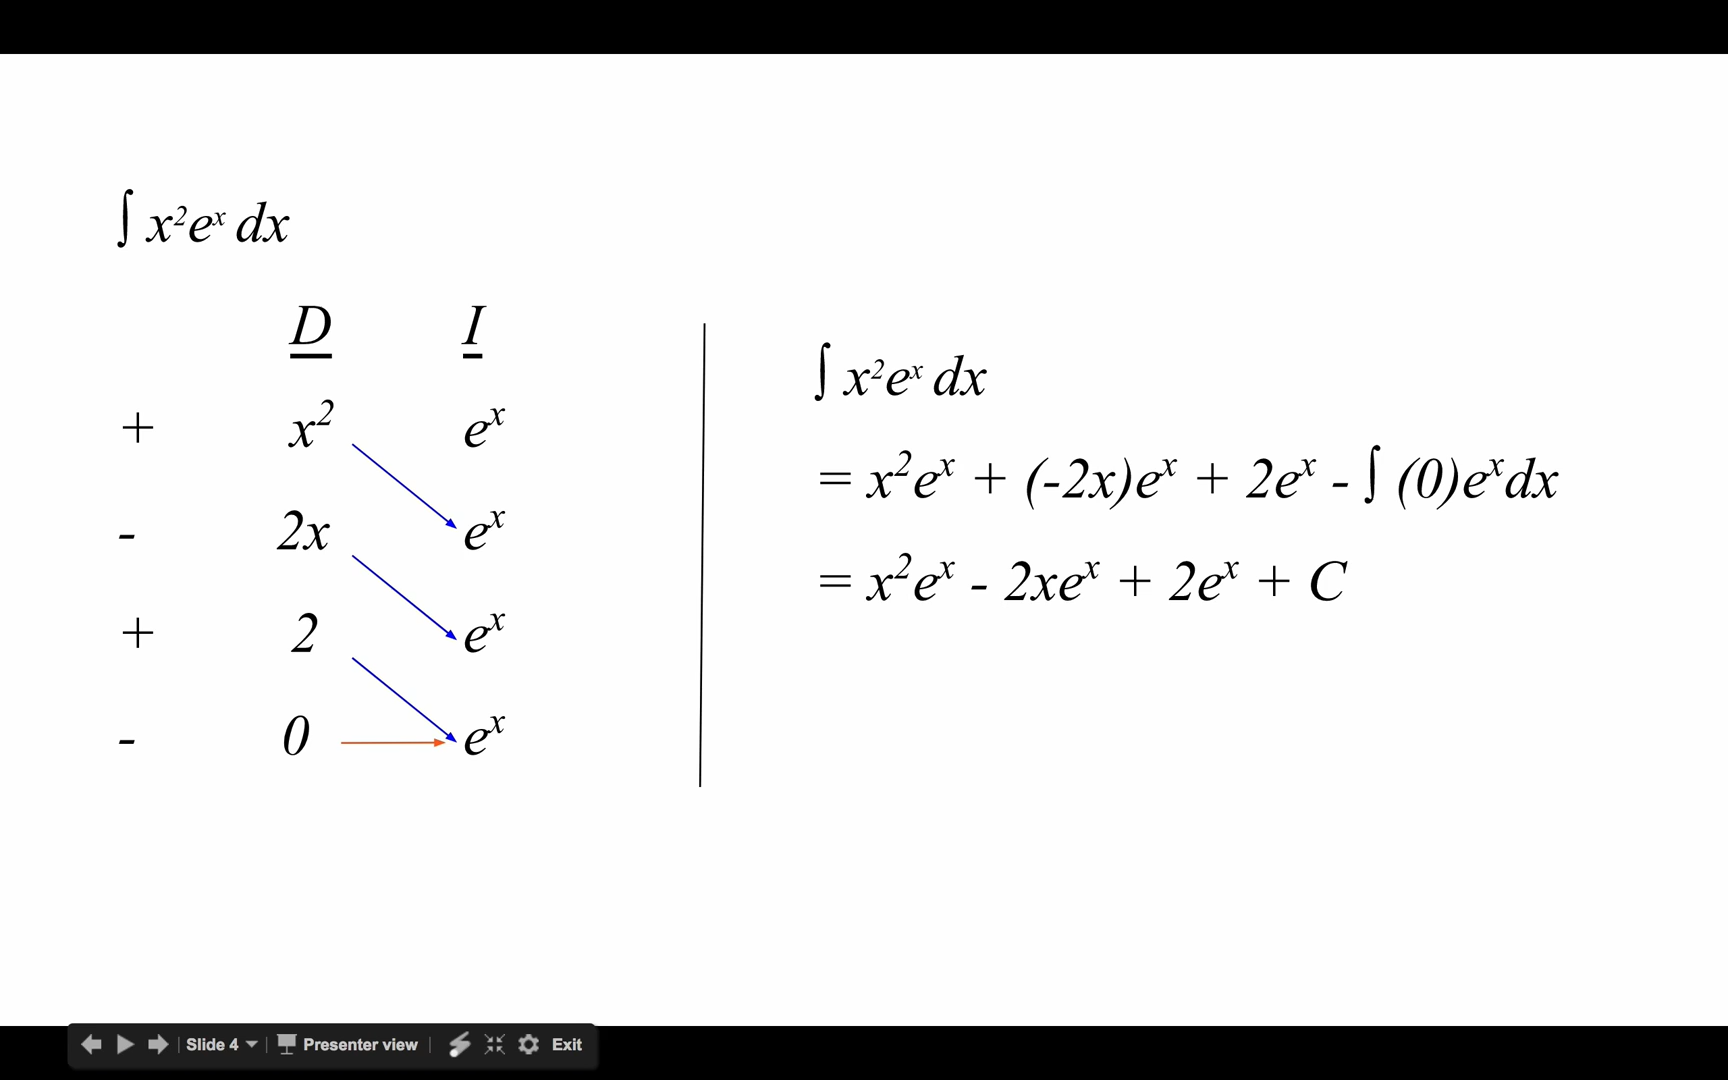 ∫ x²eˣ dx
D I
+ x² eˣ
- 2x eˣ
+ 2 eˣ
- 0 eˣ
∫ x²eˣ dx
= x²eˣ + (-2x)eˣ + 2eˣ - ∫ (0)eˣdx
= x²eˣ - 2xeˣ + 2eˣ + C
Slide 4 Presenter view Exit